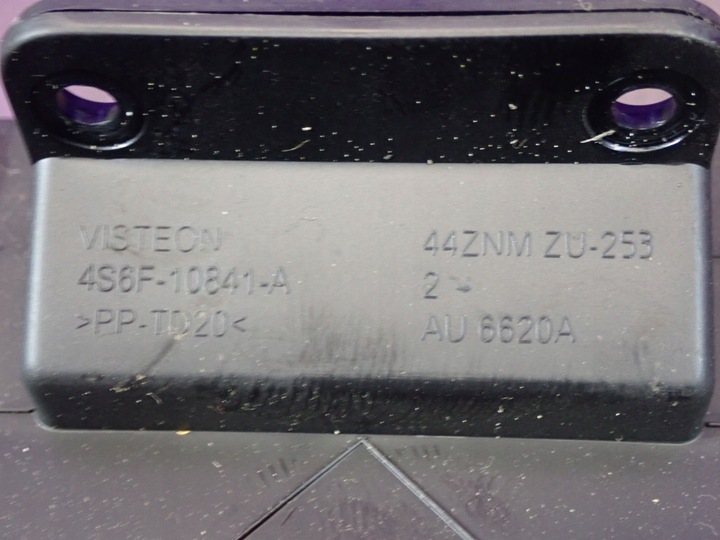 VISTEON
4S6F-10841-A
>PP-TD20<
44ZNM ZU-253
2
AU 6620A